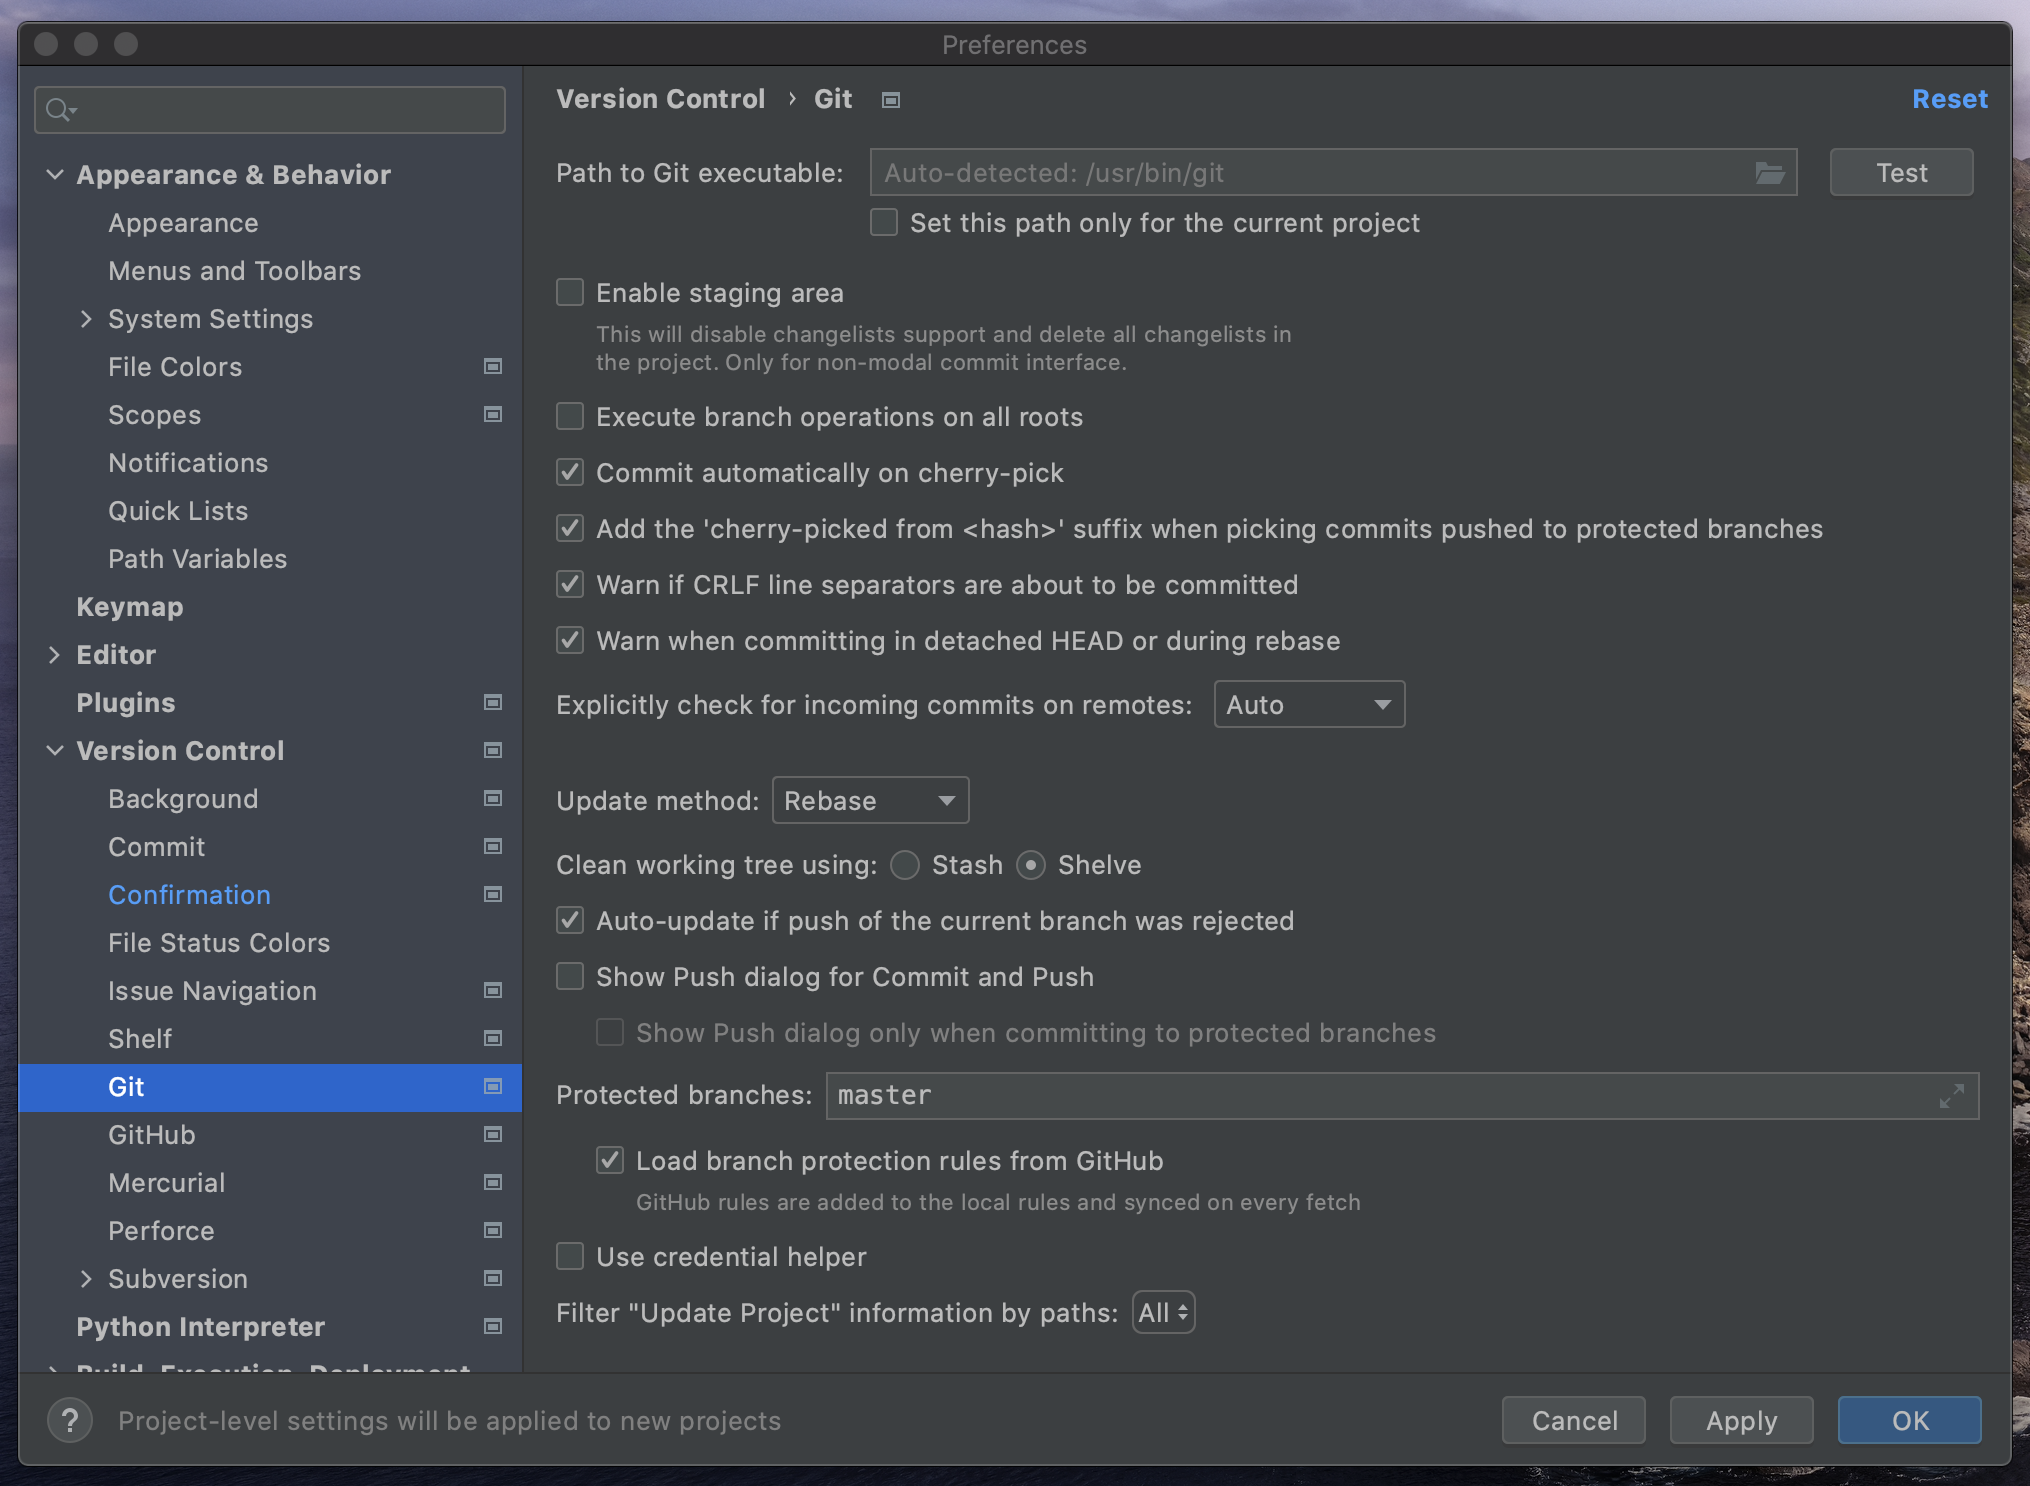 Preferences
Appearance & Behavior
Appearance
Menus and Toolbars
System Settings
File Colors
Scopes
Notifications
Quick Lists
Path Variables
Keymap
Editor
Plugins
Version Control
Background
Commit
Confirmation
File Status Colors
Issue Navigation
Shelf
Git
GitHub
Mercurial
Perforce
Subversion
Python Interpreter
Build, Execution, Deployment
Version Control › Git
Reset
Path to Git executable: Auto-detected: /usr/bin/git Test
Set this path only for the current project
Enable staging area
This will disable changelists support and delete all changelists in
the project. Only for non-modal commit interface.
Execute branch operations on all roots
Commit automatically on cherry-pick
Add the 'cherry-picked from <hash>' suffix when picking commits pushed to protected branches
Warn if CRLF line separators are about to be committed
Warn when committing in detached HEAD or during rebase
Explicitly check for incoming commits on remotes: Auto
Update method: Rebase
Clean working tree using: Stash Shelve
Auto-update if push of the current branch was rejected
Show Push dialog for Commit and Push
Show Push dialog only when committing to protected branches
Protected branches: master
Load branch protection rules from GitHub
GitHub rules are added to the local rules and synced on every fetch
Use credential helper
Filter "Update Project" information by paths: All
? Project-level settings will be applied to new projects
Cancel Apply OK